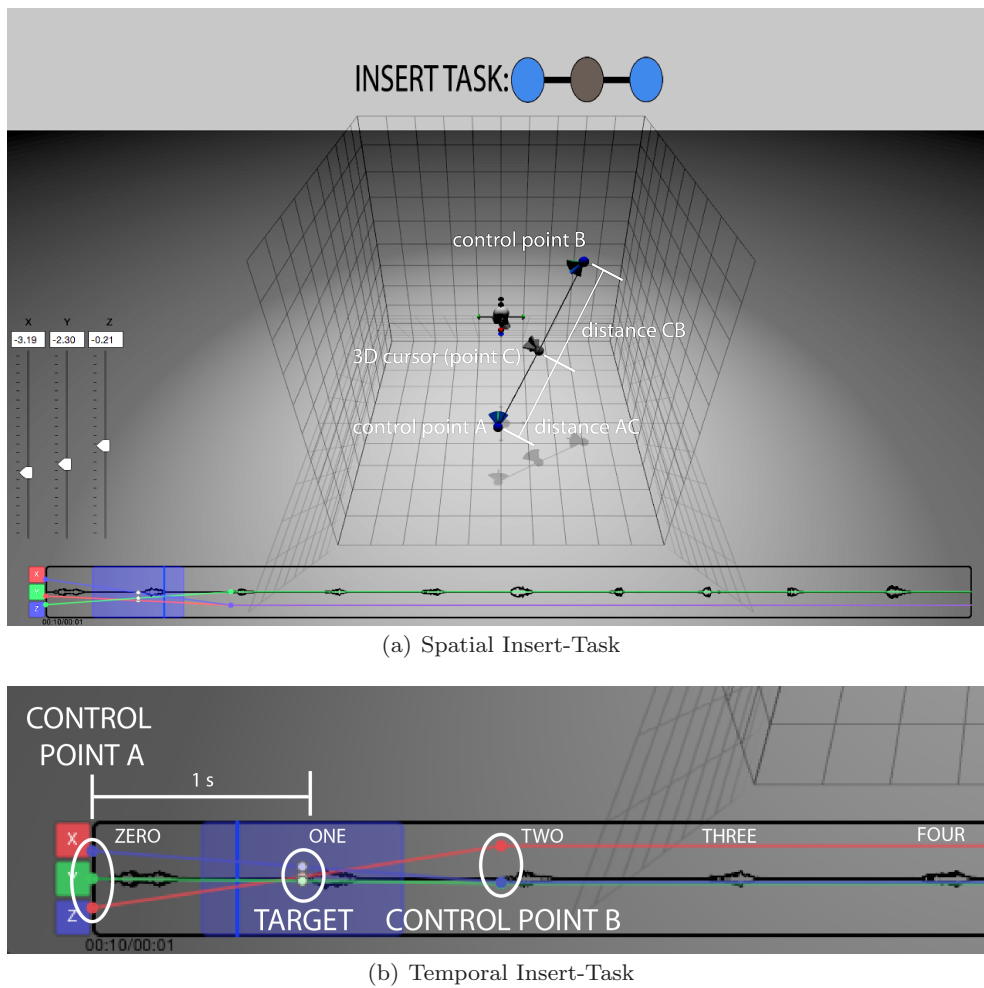 INSERT TASK:
control point B
distance CB
3D cursor (point C)
control point A
distance AC
X Y Z
-3.19 -2.30 -0.21
X
Y
Z
00:10/00:01
(a) Spatial Insert-Task
CONTROL
POINT A
1 s
X
ZERO ONE TWO THREE FOUR
Y
Z
TARGET CONTROL POINT B
00:10/00:01
(b) Temporal Insert-Task